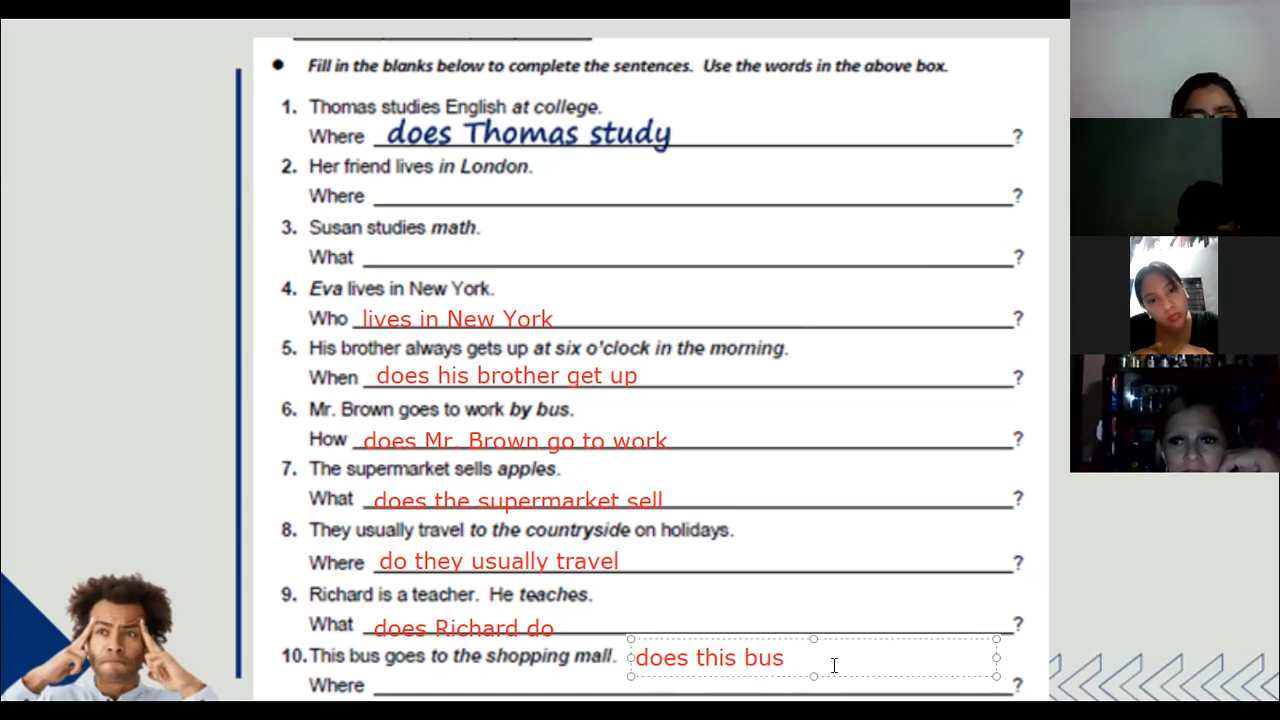 Fill in the blanks below to complete the sentences. Use the words in the above box.
1. Thomas studies English at college.
Where does Thomas study ?
2. Her friend lives in London.
Where ?
3. Susan studies math.
What ?
4. Eva lives in New York.
Who lives in New York ?
5. His brother always gets up at six o'clock in the morning.
When does his brother get up ?
6. Mr. Brown goes to work by bus.
How does Mr. Brown go to work ?
7. The supermarket sells apples.
What does the supermarket sell ?
8. They usually travel to the countryside on holidays.
Where do they usually travel ?
9. Richard is a teacher. He teaches.
What does Richard do ?
10. This bus goes to the shopping mall. does this bus
Where ?